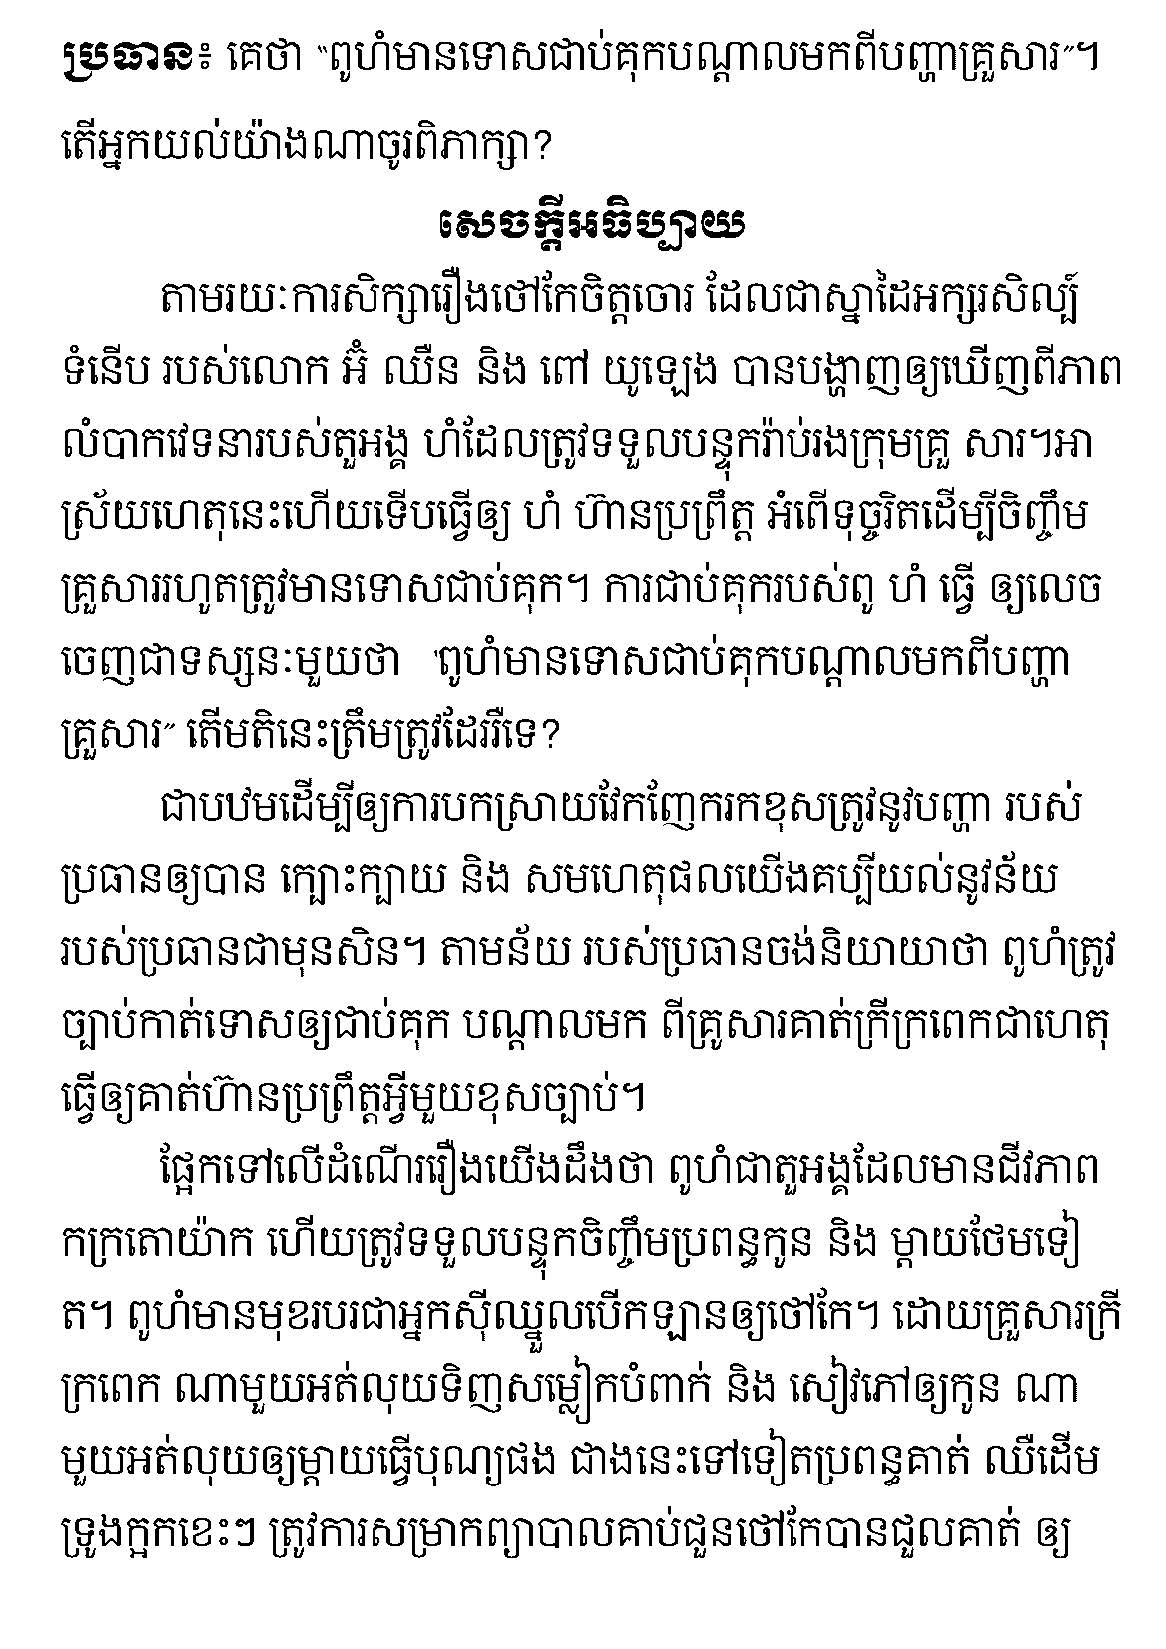 ប្រធាន៖ គេថា “ពូហំមានទោសជាប់គុកបណ្ដាលមកពីបញ្ហាគ្រួសារ”។
តើអ្នកយល់យ៉ាងណាចូរពិភាក្សា?
សេចក្ដីអធិប្បាយ
តាមរយៈការសិក្សារឿងថៅកែចិត្តចោរ ដែលជាស្នាដៃអក្សរសិល្ប៍
ទំនើប របស់លោក អ៊ំ ឈឺន និង ពៅ យូឡេង បានបង្ហាញឲ្យឃើញពីភាព
លំបាកវេទនារបស់តួអង្គ ហំដែលត្រូវទទួលបន្ទុករ៉ាប់រងក្រុមគ្រួ សារ។អា
ស្រ័យហេតុនេះហើយទើបធ្វើឲ្យ ហំ ហ៊ានប្រព្រឹត្ត អំពើទុច្ចរិតដើម្បីចិញ្ចឹម
គ្រួសាររហូតត្រូវមានទោសជាប់គុក។ ការជាប់គុករបស់ពូ ហំ ធ្វើ ឲ្យលេច
ចេញជាទស្សនៈមួយថា “ពូហំមានទោសជាប់គុកបណ្ដាលមកពីបញ្ហា
គ្រួសារ” តើមតិនេះត្រឹមត្រូវដែររឺទេ?
ជាបឋមដើម្បីឲ្យការបកស្រាយវែកញែករកខុសត្រូវនូវបញ្ហា របស់
ប្រធានឲ្យបាន ក្បោះក្បាយ និង សមហេតុផលយើងគប្បីយល់នូវន័យ
របស់ប្រធានជាមុនសិន។ តាមន័យ របស់ប្រធានចង់និយាយាថា ពូហំត្រូវ
ច្បាប់កាត់ទោសឲ្យជាប់គុក បណ្ដាលមក ពីគ្រូសារគាត់ក្រីក្រពេកជាហេតុ
ធ្វើឲ្យគាត់ហ៊ានប្រព្រឹត្តអ្វីមួយខុសច្បាប់។
ផ្អែកទៅលើដំណើររឿងយើងដឹងថា ពូហំជាតួអង្គដែលមានជីវភាព
កក្រតោយ៉ាក ហើយត្រូវទទួលបន្ទុកចិញ្ចឹមប្រពន្ធកូន និង ម្ដាយថែមទៀ
ត។ ពូហំមានមុខរបរជាអ្នកស៊ីឈ្នួលបើកឡានឲ្យថៅកែ។ ដោយគ្រួសារក្រី
ក្រពេក ណាមួយអត់លុយទិញសម្លៀកបំពាក់ និង សៀវភៅឲ្យកូន ណា
មួយអត់លុយឲ្យម្ដាយធ្វើបុណ្យផង ជាងនេះទៅទៀតប្រពន្ធគាត់ ឈឺដើម
ទ្រូងក្អកខេះៗ ត្រូវការសម្រាកព្យាបាលគាប់ជួនថៅកែបានជួលគាត់ ឲ្យ